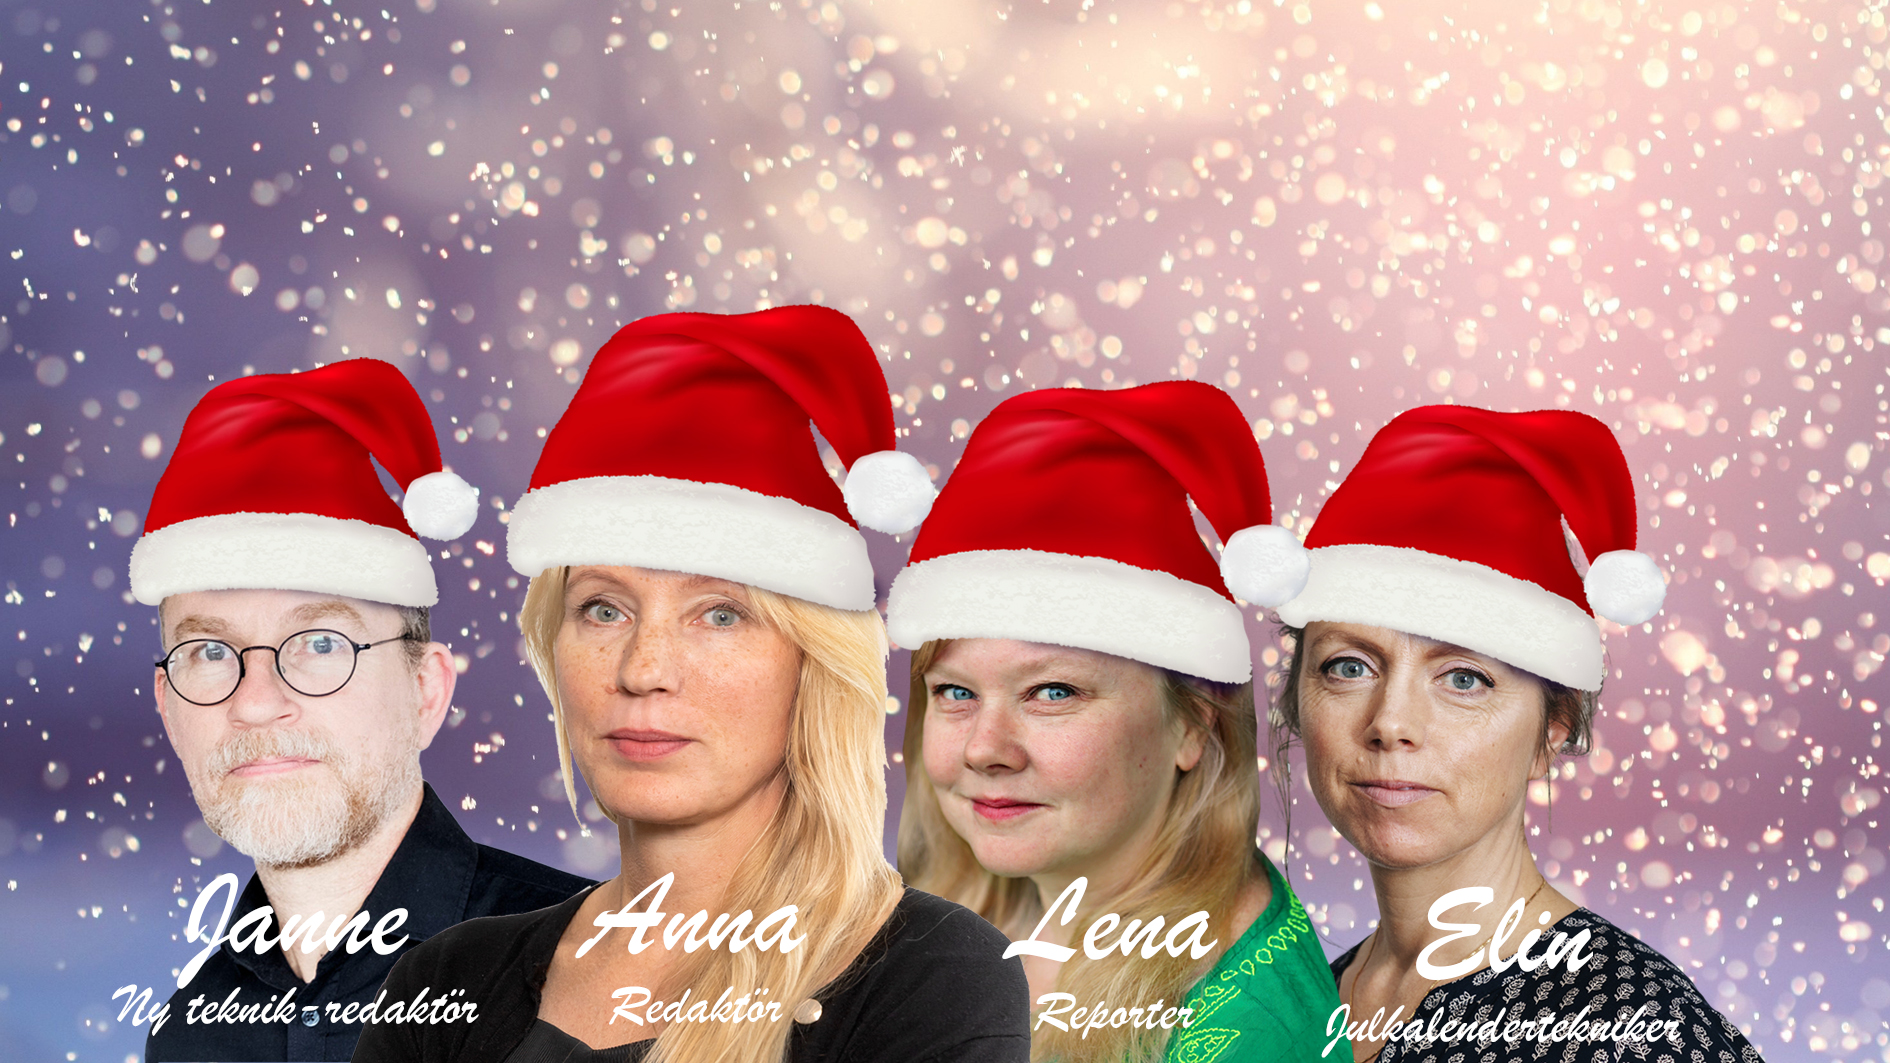 Janne
Ny teknik-redaktör
Anna
Redaktör
Lena
Reporter
Elin
Julkalendertekniker